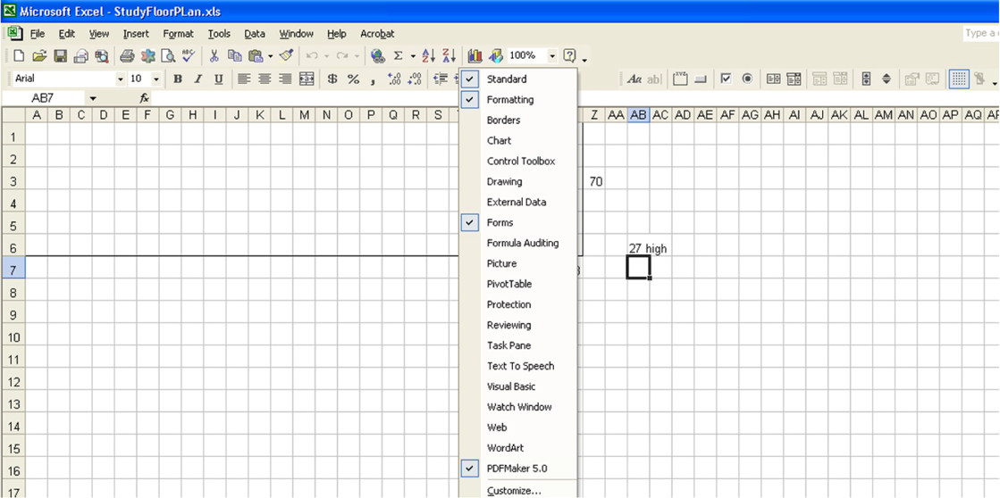 Microsoft Excel - StudyFloorPLan.xls
File Edit View Insert Format Tools Data Window Help Acrobat
Type a
100%
Arial 10 B I U $ % ,
AB7 fx
A B C D E F G H I J K L M N O P Q R S Z AA AB AC AD AE AF AG AH AI AJ AK AL AM AN AO AP AQ
1
2
3 70
4
5
6 27 high
7
8
9
10
11
12
13
14
15
16
17
Standard
Formatting
Borders
Chart
Control Toolbox
Drawing
External Data
Forms
Formula Auditing
Picture
PivotTable
Protection
Reviewing
Task Pane
Text To Speech
Visual Basic
Watch Window
Web
WordArt
PDFMaker 5.0
Customize...